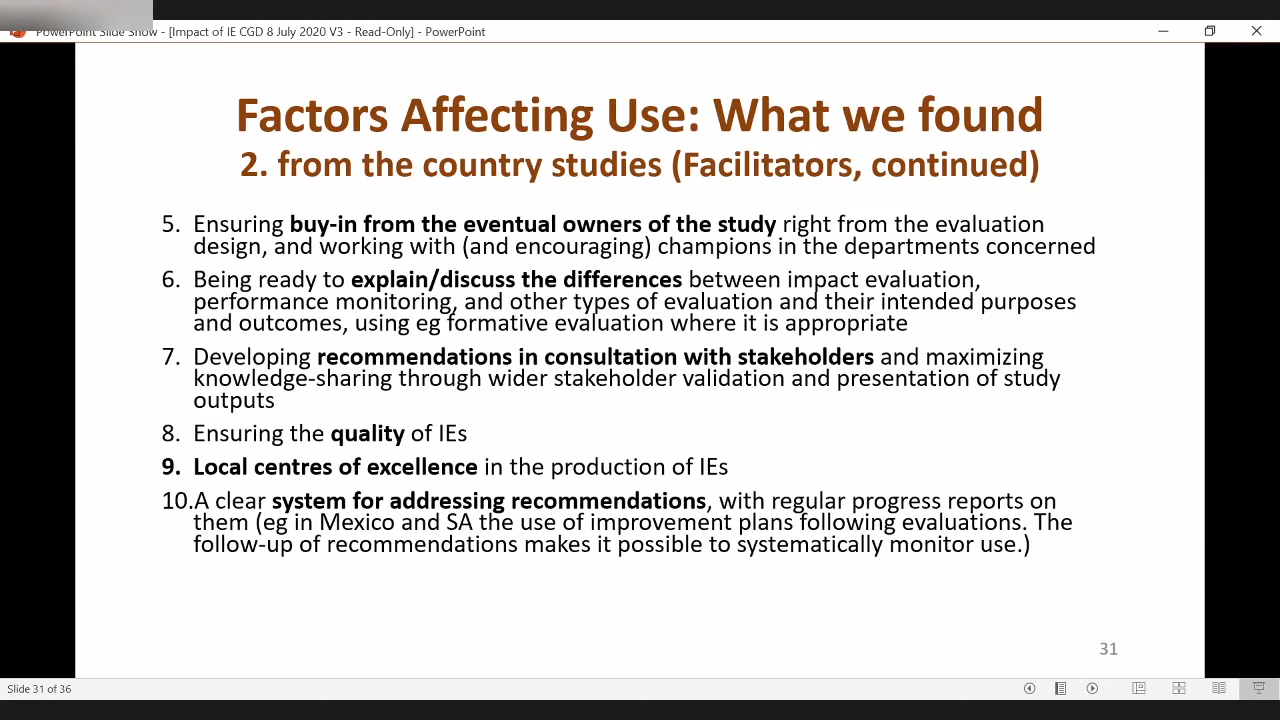 PowerPoint Slide Show - [Impact of IE CGD 8 July 2020 V3 - Read-Only] - PowerPoint
Factors Affecting Use: What we found
2. from the country studies (Facilitators, continued)
5. Ensuring buy-in from the eventual owners of the study right from the evaluation
design, and working with (and encouraging) champions in the departments concerned
6. Being ready to explain/discuss the differences between impact evaluation,
performance monitoring, and other types of evaluation and their intended purposes
and outcomes, using eg formative evaluation where it is appropriate
7. Developing recommendations in consultation with stakeholders and maximizing
knowledge-sharing through wider stakeholder validation and presentation of study
outputs
8. Ensuring the quality of IEs
9. Local centres of excellence in the production of IEs
10.A clear system for addressing recommendations, with regular progress reports on
them (eg in Mexico and SA the use of improvement plans following evaluations. The
follow-up of recommendations makes it possible to systematically monitor use.)
31
Slide 31 of 36